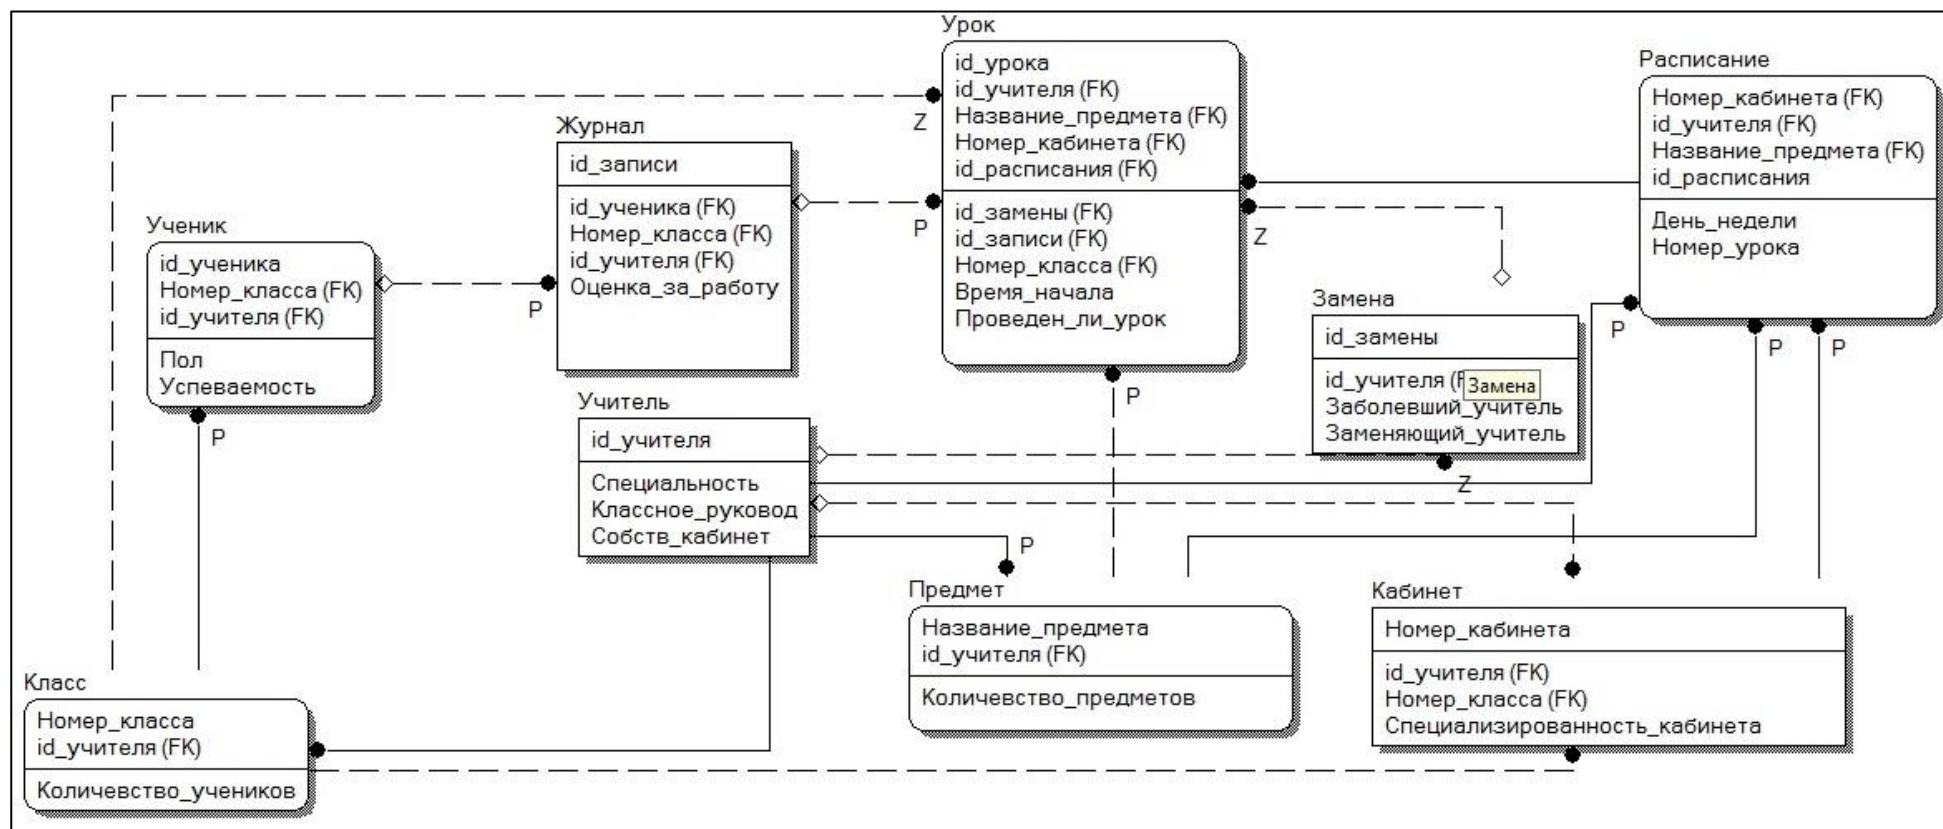 Урок
id_урока
id_учителя (FK)
Название_предмета (FK)
Номер_кабинета (FK)
id_расписания (FK)
id_замены (FK)
id_записи (FK)
Номер_класса (FK)
Время_начала
Проведен_ли_урок
Расписание
Номер_кабинета (FK)
id_учителя (FK)
Название_предмета (FK)
id_расписания
День_недели
Номер_урока
Журнал
id_записи
id_ученика (FK)
Номер_класса (FK)
id_учителя (FK)
Оценка_за_работу
Z
P
Z
Ученик
id_ученика
Номер_класса (FK)
id_учителя (FK)
Пол
Успеваемость
P
P
Замена
id_замены
id_учителя (
Замена
Заболевший_учитель
Заменяющий_учитель
Z
P
P
P
P
Учитель
id_учителя
Специальность
Классное_руковод
Собств_кабинет
P
Предмет
Название_предмета
id_учителя (FK)
Количевство_предметов
Кабинет
Номер_кабинета
id_учителя (FK)
Номер_класса (FK)
Специализированность_кабинета
Класс
Номер_класса
id_учителя (FK)
Количевство_учеников